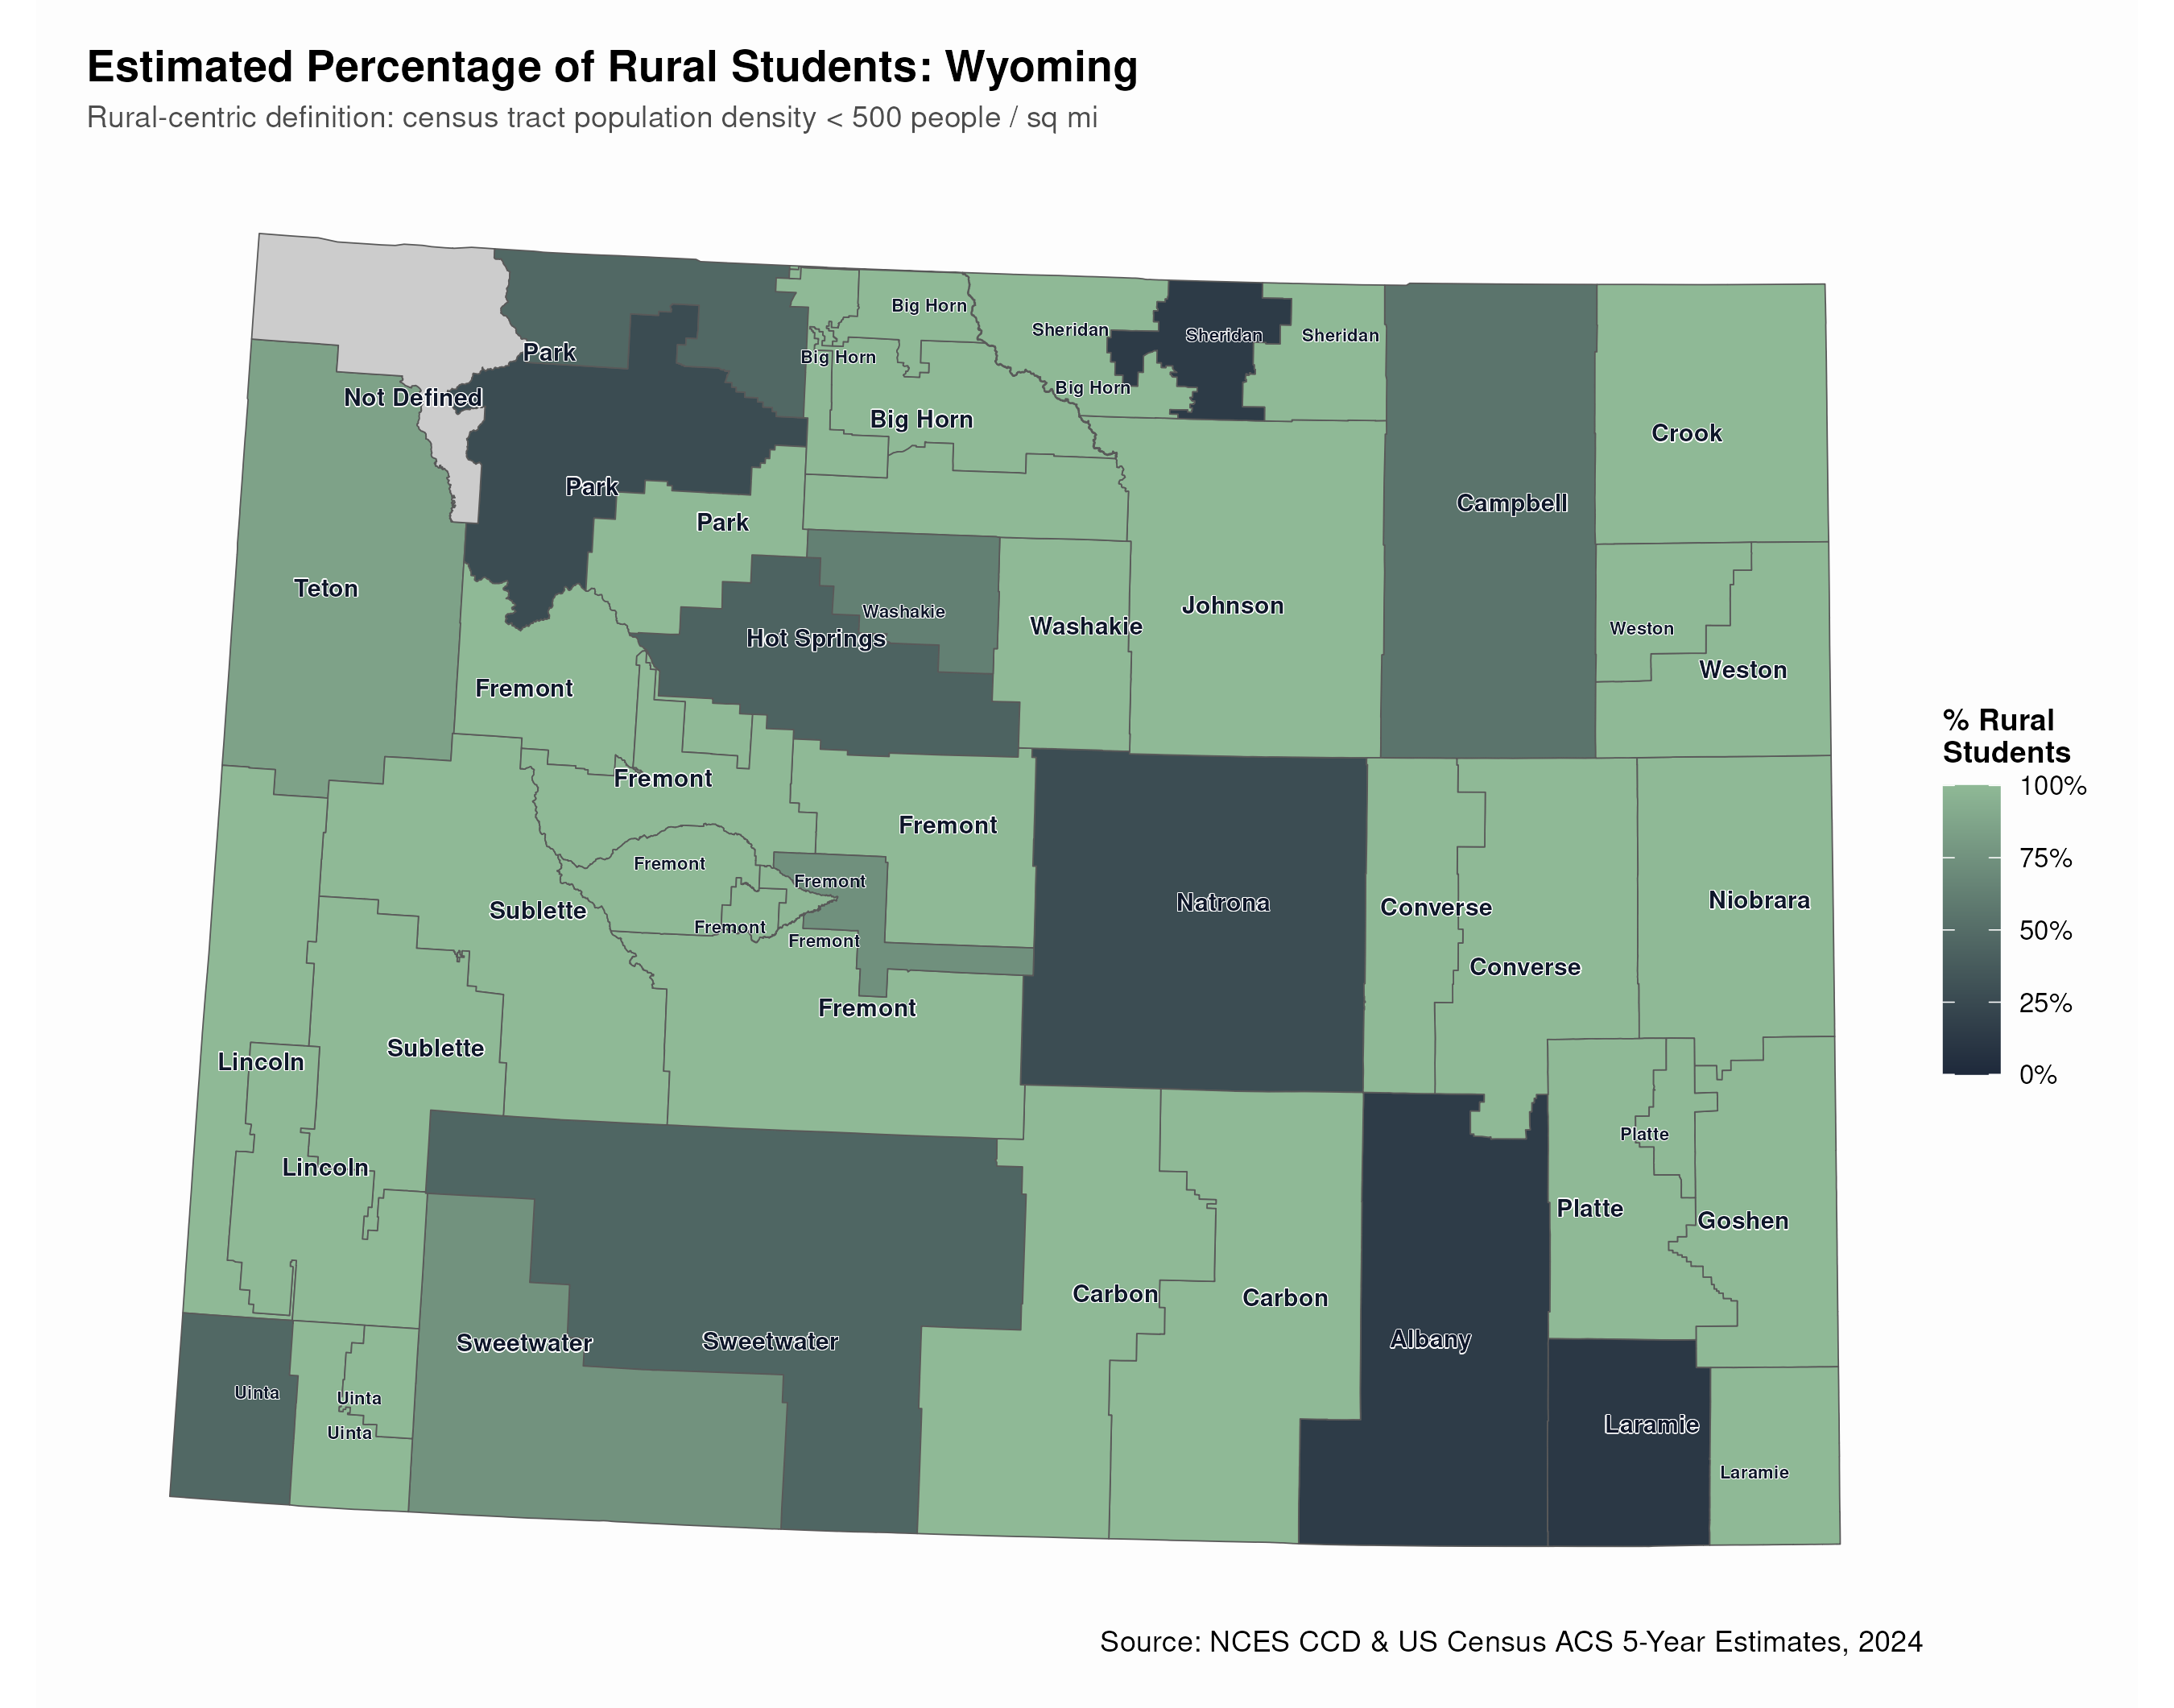 Estimated Percentage of Rural Students: Wyoming
Rural-centric definition: census tract population density < 500 people / sq mi
Big Horn
Sheridan
Sheridan
Sheridan
Park
Big Horn
Big Horn
Not Defined
Big Horn
Crook
Park
Campbell
Park
Teton
Washakie
Johnson
Washakie
Weston
Hot Springs
Weston
Fremont
Fremont
Fremont
Fremont
Fremont
Natrona
Niobrara
Converse
Sublette
Fremont
Fremont
Converse
Fremont
Sublette
Lincoln
Platte
Lincoln
Platte
Goshen
Carbon
Carbon
Albany
Sweetwater
Sweetwater
Uinta
Uinta
Uinta
Laramie
Laramie
% Rural
Students
100%
75%
50%
25%
0%
Source: NCES CCD & US Census ACS 5-Year Estimates, 2024